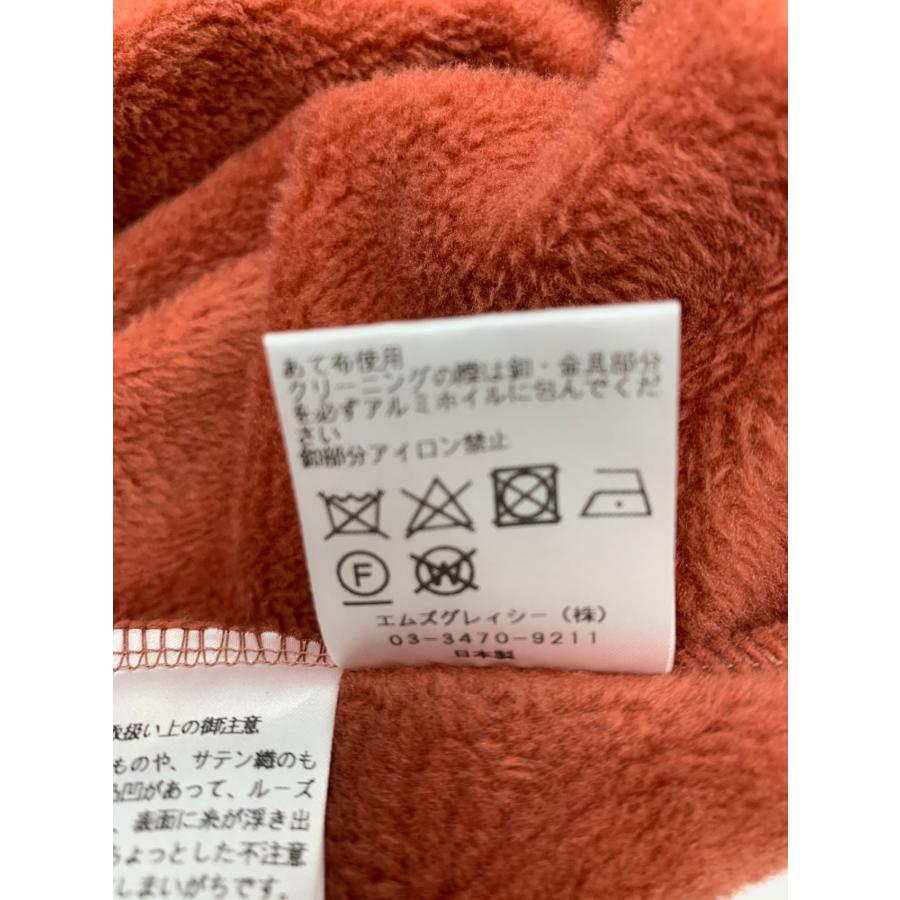 あて布使用
クリーニングの際は釦・金具部分
を必ずアルミホイルに包んでくだ
さい
釦部分アイロン禁止
F
W
エムズグレィシー（株）
03-3470-9211
日本製
扱い上の御注意
ものや、サテン織のも
凹があって、ルーズ
、表面に糸が浮き出
ちょっとした不注意
しまいがちです。